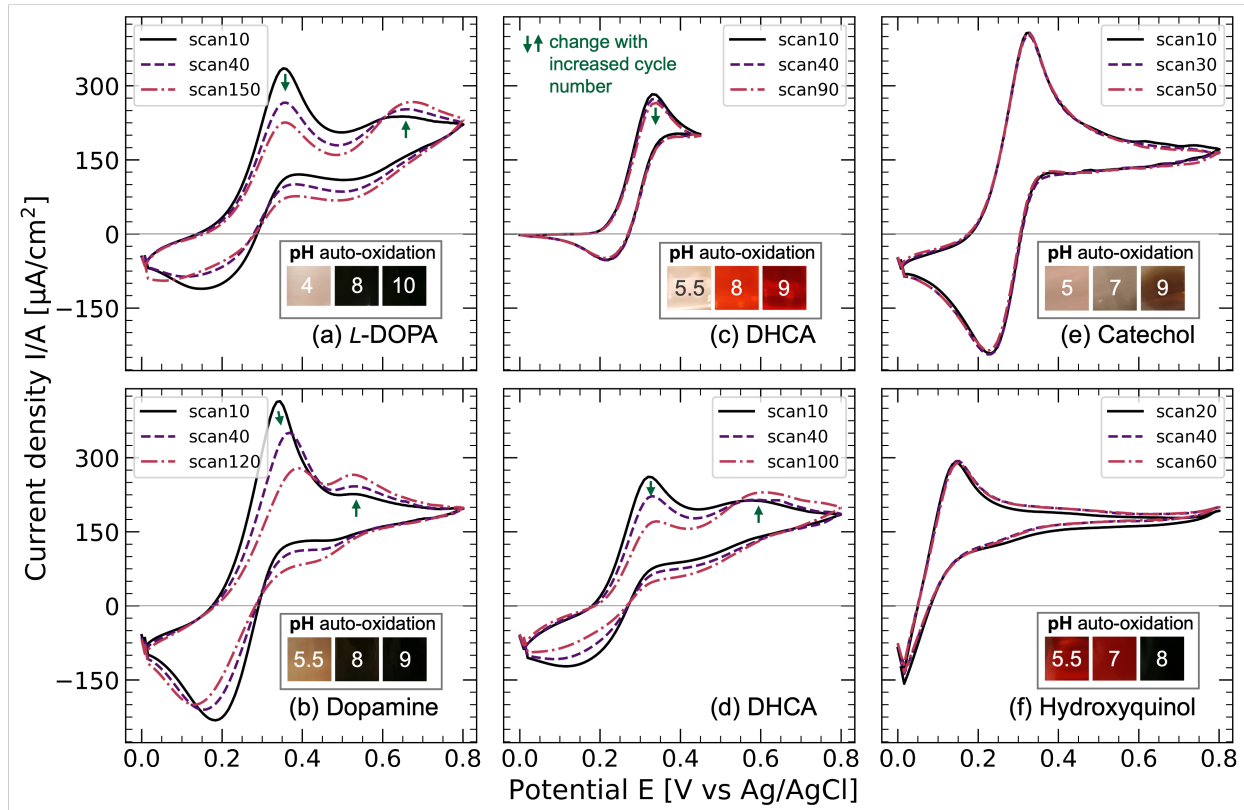 Current density I/A [µA/cm²]
300
150
0
−150
scan10
scan40
scan150
pH auto-oxidation
4 8 10
(a) L-DOPA
change with
increased cycle
number
scan10
scan40
scan90
pH auto-oxidation
5.5 8 9
(c) DHCA
scan10
scan30
scan50
pH auto-oxidation
5 7 9
(e) Catechol
300
150
0
−150
scan10
scan40
scan120
pH auto-oxidation
5.5 8 9
(b) Dopamine
scan10
scan40
scan100
(d) DHCA
scan20
scan40
scan60
pH auto-oxidation
5.5 7 8
(f) Hydroxyquinol
0.0 0.2 0.4 0.6 0.8 0.0 0.2 0.4 0.6 0.8 0.0 0.2 0.4 0.6 0.8
Potential E [V vs Ag/AgCl]